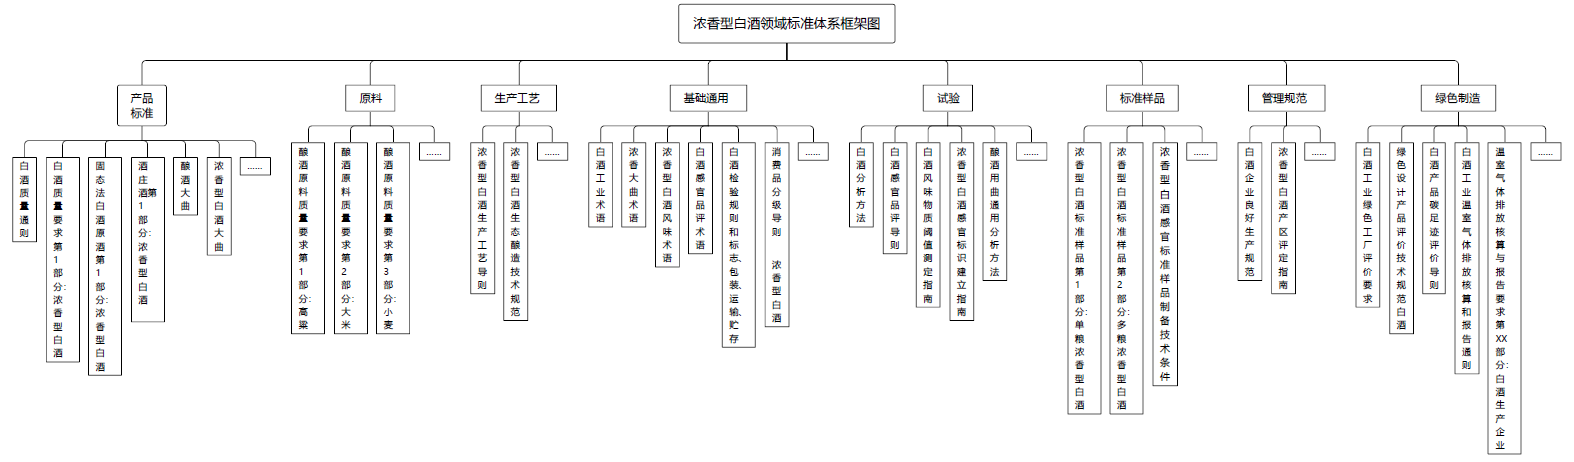 浓香型白酒领域标准体系框架图
产品
标准
白酒质量通则
白酒质量要求第1部分:浓香型白酒
固态法白酒原酒第1部分:浓香型白酒
酒庄酒第1部分:浓香型白酒
酿酒大曲
浓香型白酒大曲
……
原料
酿酒原料质量要求第1部分:高粱
酿酒原料质量要求第2部分:大米
酿酒原料质量要求第3部分:小麦
……
生产工艺
浓香型白酒生产工艺导则
浓香型白酒生态酿造技术规范
……
基础通用
白酒工业术语
浓香大曲术语
浓香型白酒风味术语
白酒感官品评术语
白酒检验规则和标志、包装、运输、贮存
消费品分级导则 浓香型白酒
……
试验
白酒分析方法
白酒感官品评导则
白酒风味物质阈值测定指南
浓香型白酒感官标识建立指南
酿酒用曲通用分析方法
……
标准样品
浓香型白酒标准样品第1部分:单粮浓香型白酒
浓香型白酒标准样品第2部分:多粮浓香型白酒
浓香型白酒感官标准样品制备技术条件
……
管理规范
白酒企业良好生产规范
浓香型白酒产区评定指南
……
绿色制造
白酒工业绿色工厂评价要求
绿色设计产品评价技术规范白酒
白酒产品碳足迹评价导则
白酒工业温室气体排放核算和报告通则
温室气体排放核算与报告要求第XX部分:白酒生产企业
……